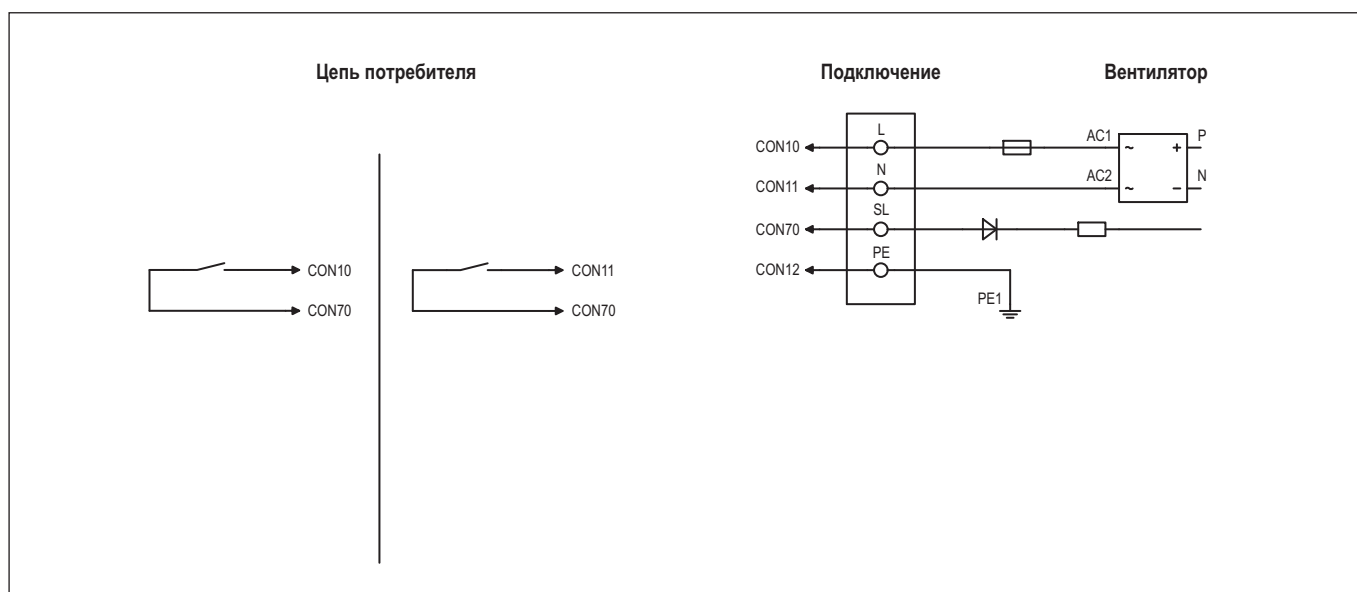 Цепь потребителя
CON10
CON70
CON11
CON70
Подключение
Вентилятор
L
CON10
AC1
~
+
P
N
CON11
AC2
~
−
N
SL
CON70
PE
CON12
PE1